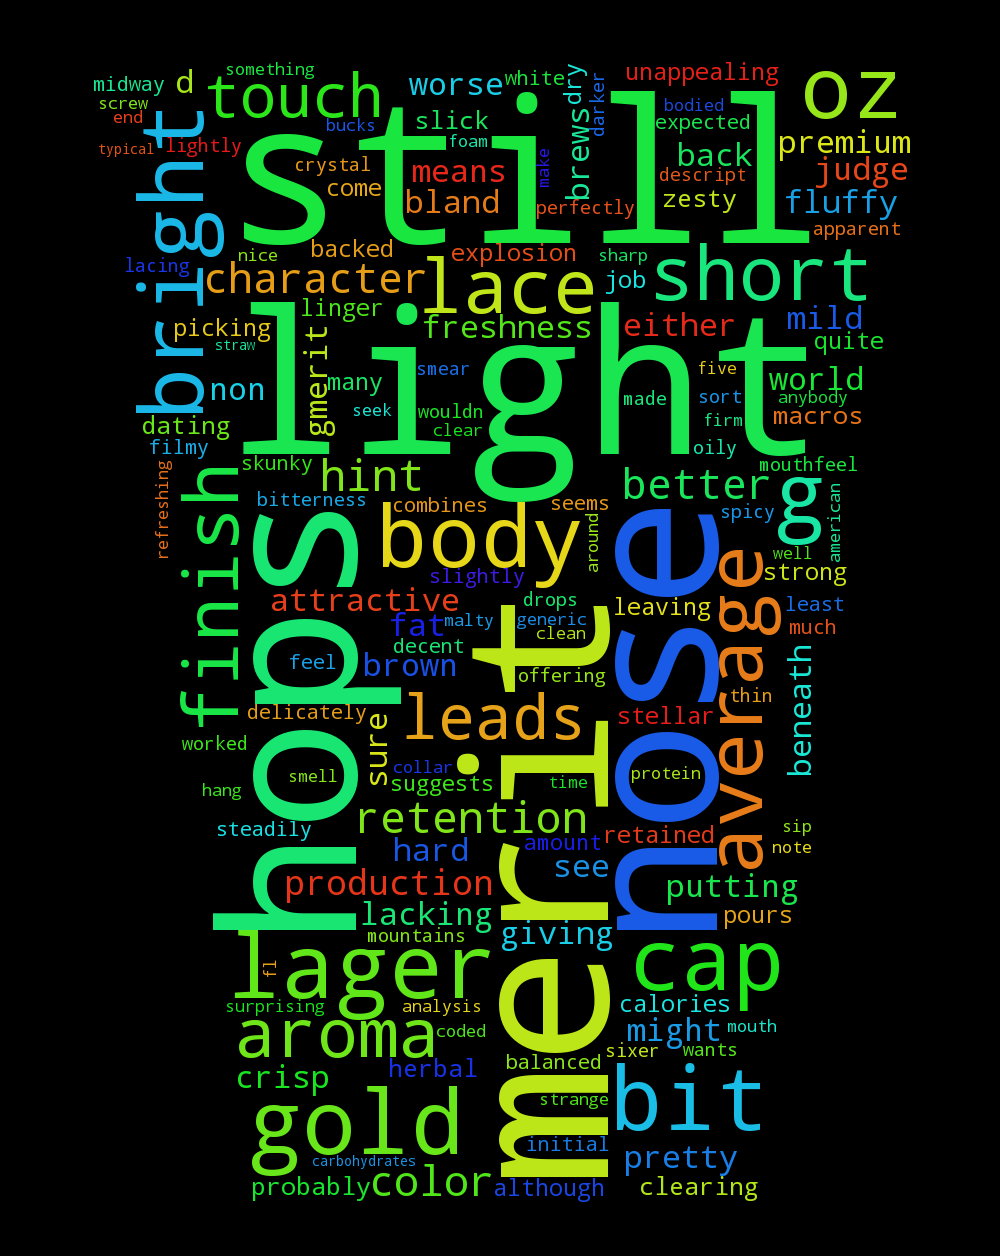 something
midway
d
touch
worse
white
dry
darker
unappealing
oz
screw
end
bright
bucks
slick
foam
still
bodied
expected
premium
typical
lightly
crystal
come
means
bland
make
brews
back
descript
judge
perfectly
zesty
fluffy
apparent
nice
backed
explosion
sharp
lacing
character
lace
job
short
picking
straw
linger
freshness
either
mild
quite
non
gmerit
many
smear
five
world
seek
made
sort
anybody
dating
wouldn
clear
light
firm
macros
filmy
oily
skunky
hint
refreshing
better
mouthfeel
bitterness
combines
seems
g
spicy
american
finish
hops
body
around
nose
well
strong
slightly
average
attractive
drops
leaving
least
fat
malty
generic
clean
much
decent
feel
brown
merit
offering
beneath
thin
delicately
sure
leads
stellar
worked
collar
smell
suggests
time
protein
hang
steadily
retention
sip
amount
retained
note
hard
see
production
putting
lacking
giving
pours
mountains
lager
fl
cap
surprising
analysis
calories
aroma
coded
might
mouth
balanced
sixer
wants
crisp
herbal
gold
strange
bit
initial
carbohydrates
pretty
probably
color
although
clearing